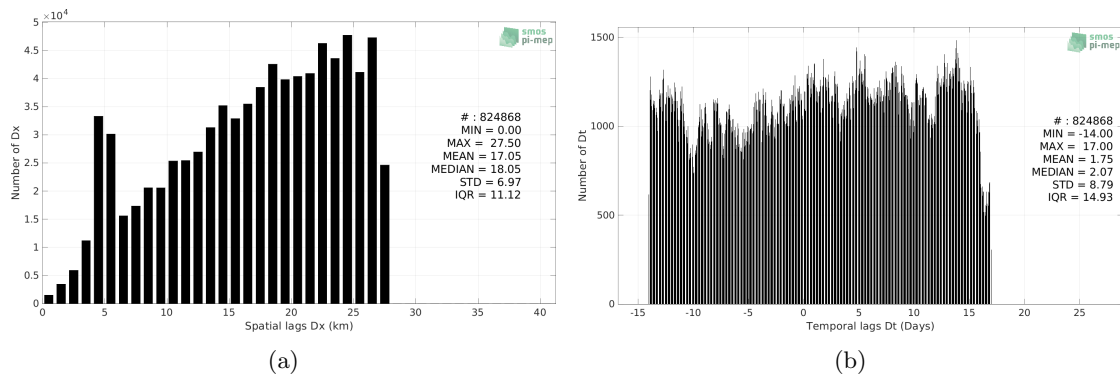 ×10⁴
5
4.5
4
3.5
3
2.5
2
1.5
1
0.5
0
Number of Dx
0 5 10 15 20 25 30 35 40
Spatial lags Dx (km)
smos
pi-mep
# : 824868
MIN = 0.00
MAX = 27.50
MEAN = 17.05
MEDIAN = 18.05
STD = 6.97
IQR = 11.12
(a)
1500
1000
500
0
Number of Dt
-15 -10 -5 0 5 10 15 20 25
Temporal lags Dt (Days)
smos
pi-mep
# : 824868
MIN = -14.00
MAX = 17.00
MEAN = 1.75
MEDIAN = 2.07
STD = 8.79
IQR = 14.93
(b)